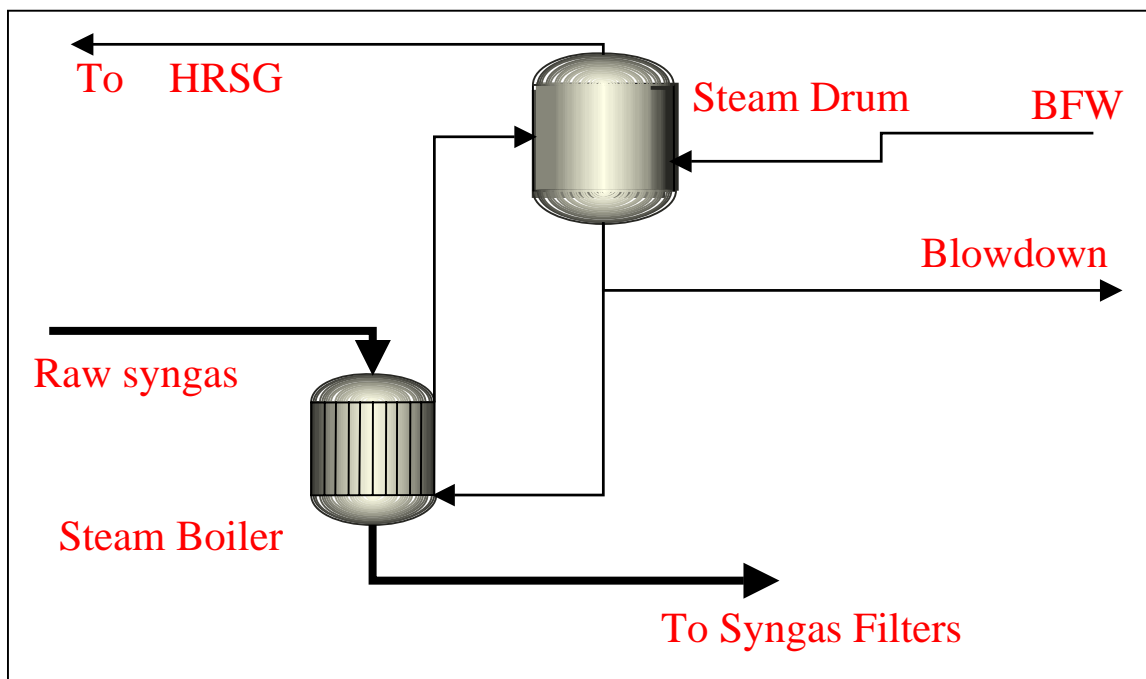 To HRSG
Steam Drum
BFW
Blowdown
Raw syngas
Steam Boiler
To Syngas Filters